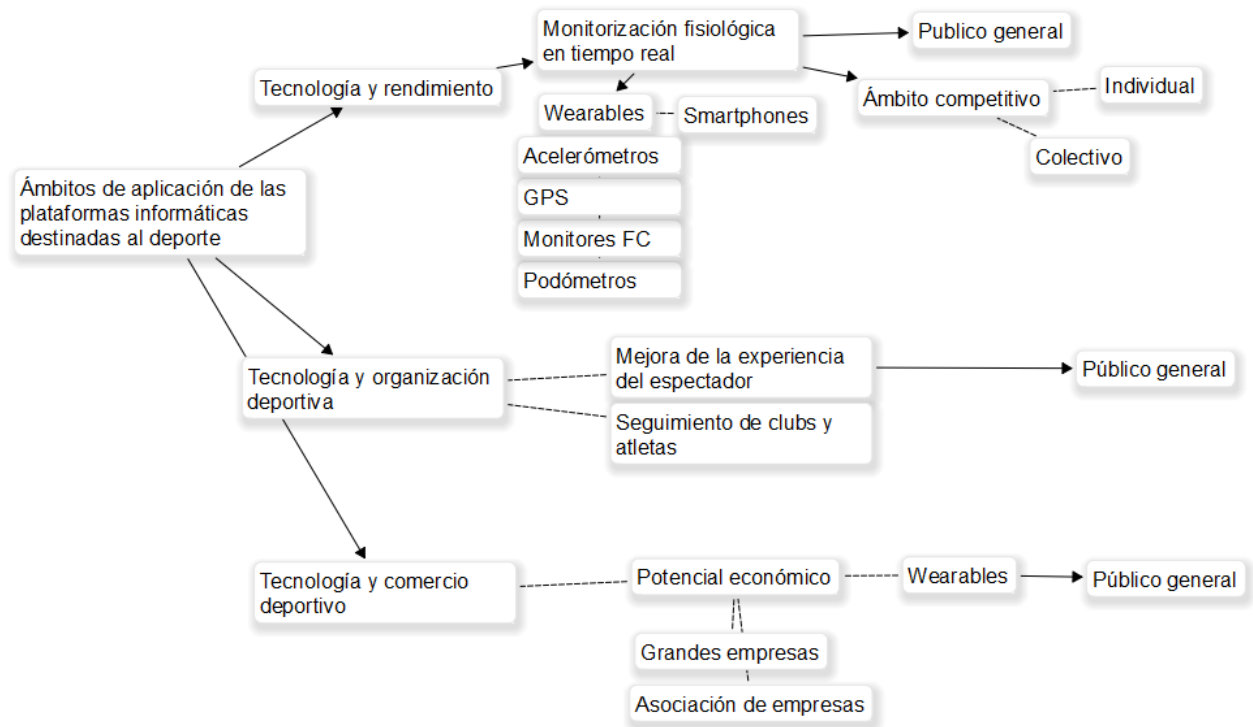 Monitorización fisiológica
en tiempo real
Publico general
Tecnología y rendimiento
Ámbito competitivo
Individual
Wearables
Smartphones
Colectivo
Acelerómetros
GPS
Monitores FC
Podómetros
Ámbitos de aplicación de las
plataformas informáticas
destinadas al deporte
Tecnología y organización
deportiva
Mejora de la experiencia
del espectador
Público general
Seguimiento de clubs y
atletas
Tecnología y comercio
deportivo
Potencial económico
Wearables
Público general
Grandes empresas
Asociación de empresas